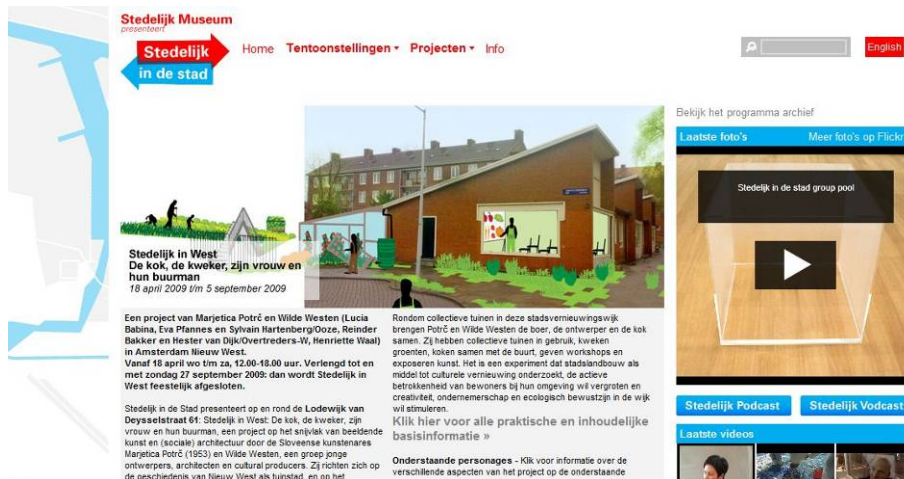 Stedelijk Museum
presenteert
Stedelijk
in de stad
Home Tentoonstellingen Projecten Info
English
Bekijk het programma archief
Laatste foto's Meer foto's op Flickr
Stedelijk in de stad group pool
Stedelijk in West
De kok, de kweker, zijn vrouw en
hun buurman
18 april 2009 t/m 5 september 2009
Een project van Marjetica Potrč en Wilde Westen (Lucia
Babina, Eva Pfannes en Sylvain Hartenberg/Ooze, Reinder
Bakker en Hester van Dijk/Overtreders-W, Henriëtte Waal)
in Amsterdam Nieuw West.
Vanaf 18 april wo t/m za, 12.00-18.00 uur. Verlengd tot en
met zondag 27 september 2009: dan wordt Stedelijk in
West feestelijk afgesloten.
Stedelijk in de Stad presenteert op en rond de Lodewijk van
Deysselstraat 61: Stedelijk in West: De kok, de kweker, zijn
vrouw en hun buurman, een project op het snijvlak van beeldende
kunst en (sociale) architectuur door de Sloveense kunstenares
Marjetica Potrč (1953) en Wilde Westen, een groep jonge
ontwerpers, architecten en cultural producers. Zij richten zich op
de geschiedenis van Nieuw West als tuinstad, en op het
Rondom collectieve tuinen in deze stadsvernieuwingswijk
brengen Potrč en Wilde Westen de boer, de ontwerper en de kok
samen. Zij hebben collectieve tuinen in gebruik, kweken
groenten, koken samen met de buurt, geven workshops en
exposeren kunst. Het is een experiment dat stadslandbouw als
middel tot culturele vernieuwing onderzoekt, de actieve
betrokkenheid van bewoners bij hun omgeving wil vergroten en
creativiteit, ondernemerschap en ecologisch bewustzijn in de wijk
wil stimuleren.
Klik hier voor alle praktische en inhoudelijke
basisinformatie »
Onderstaande personages - Klik voor informatie over de
verschillende aspecten van het project op de onderstaande
Stedelijk Podcast Stedelijk Vodcast
Laatste videos